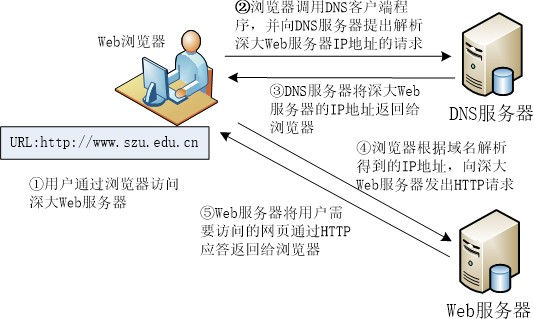 ②浏览器调用DNS客户端程
序，并向DNS服务器提出解析
深大Web服务器IP地址的请求
Web浏览器
③DNS服务器将深大Web
服务器的IP地址返回给
浏览器
DNS服务器
URL:http://www.szu.edu.cn
④浏览器根据域名解析
得到的IP地址，向深大
Web服务器发出HTTP请求
①用户通过浏览器访问
深大Web服务器
⑤Web服务器将用户需
要访问的网页通过HTTP
应答返回给浏览器
Web服务器